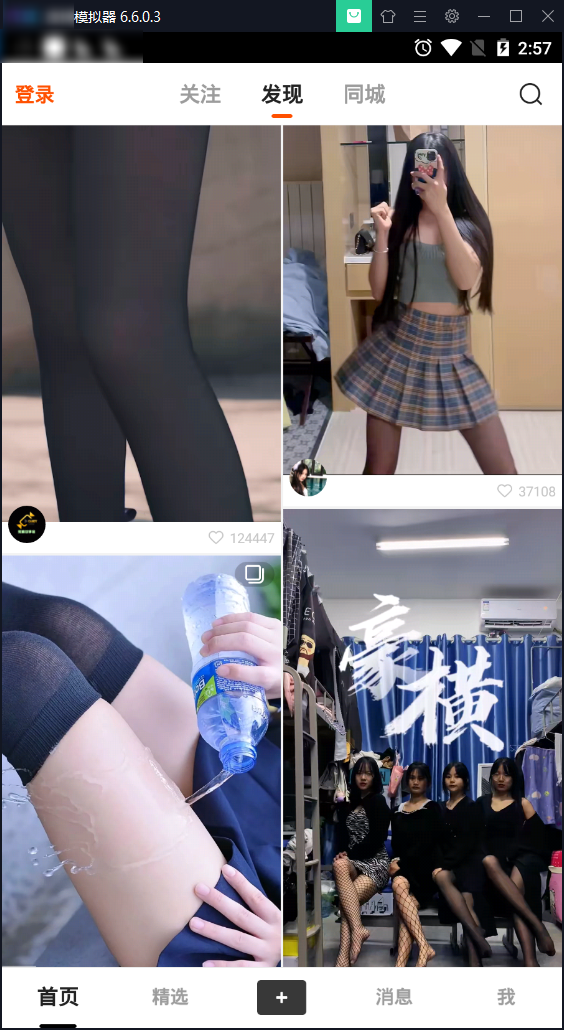 模拟器 6.6.0.3
2:57
登录
关注
发现
同城
124447
37108
豪横
首页
精选
+
消息
我